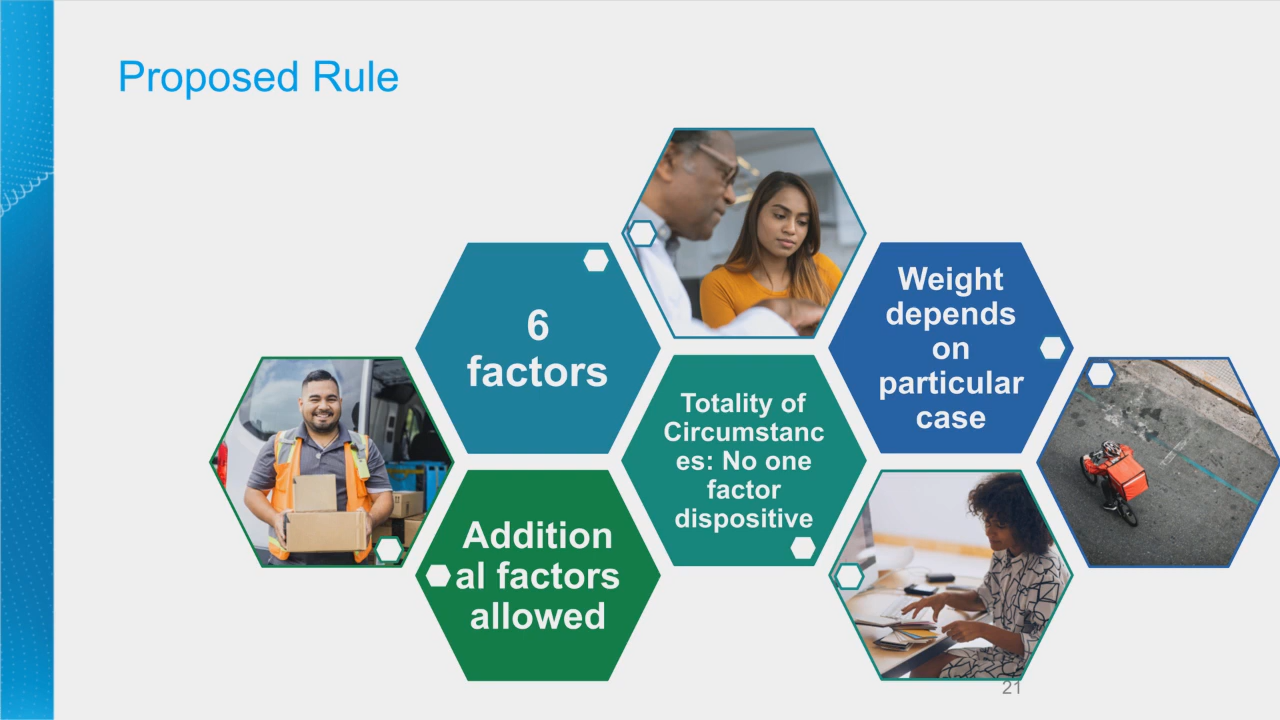 Proposed Rule
6
factors
Addition
al factors
allowed
Totality of
Circumstanc
es: No one
factor
dispositive
Weight
depends
on
particular
case
21